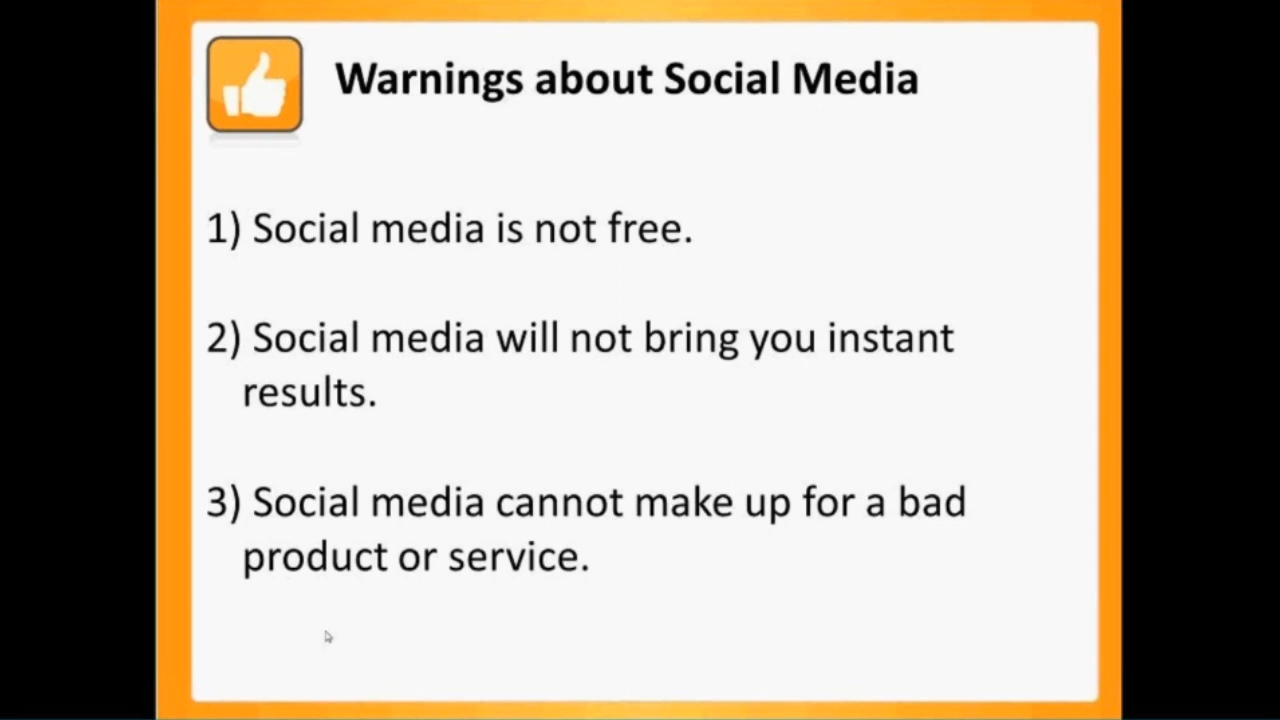 Warnings about Social Media
1) Social media is not free.
2) Social media will not bring you instant
results.
3) Social media cannot make up for a bad
product or service.